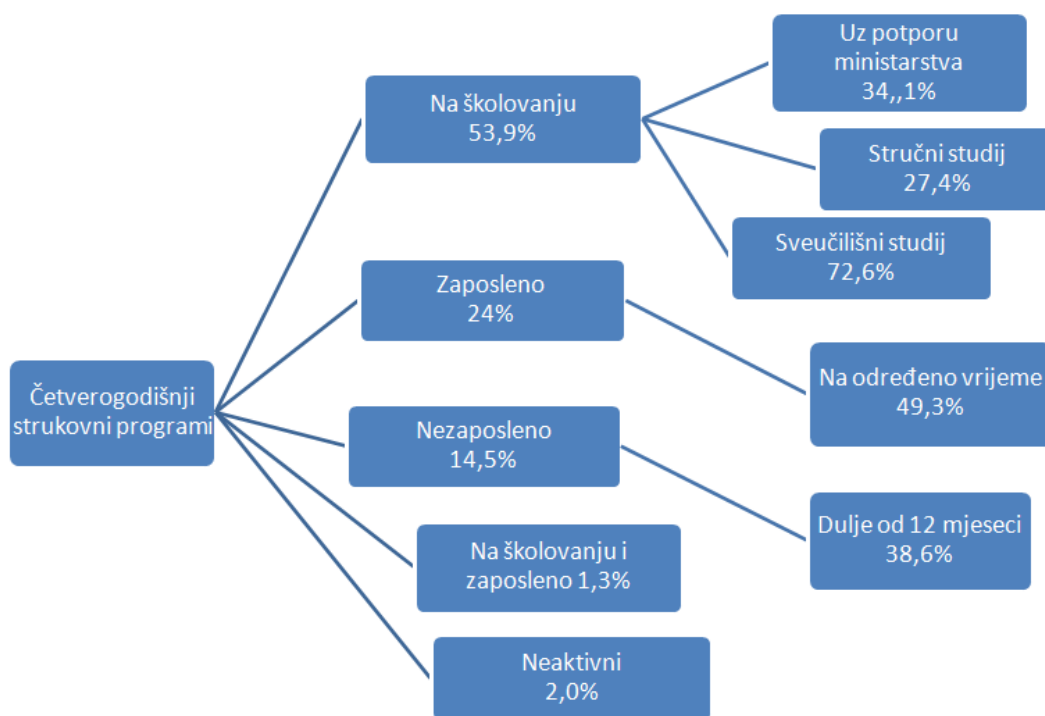 Četverogodišnji
strukovni programi
Na školovanju
53,9%
Uz potporu
ministarstva
34,,1%
Stručni studij
27,4%
Sveučilišni studij
72,6%
Zaposleno
24%
Na određeno vrijeme
49,3%
Nezaposleno
14,5%
Dulje od 12 mjeseci
38,6%
Na školovanju i
zaposleno 1,3%
Neaktivni
2,0%